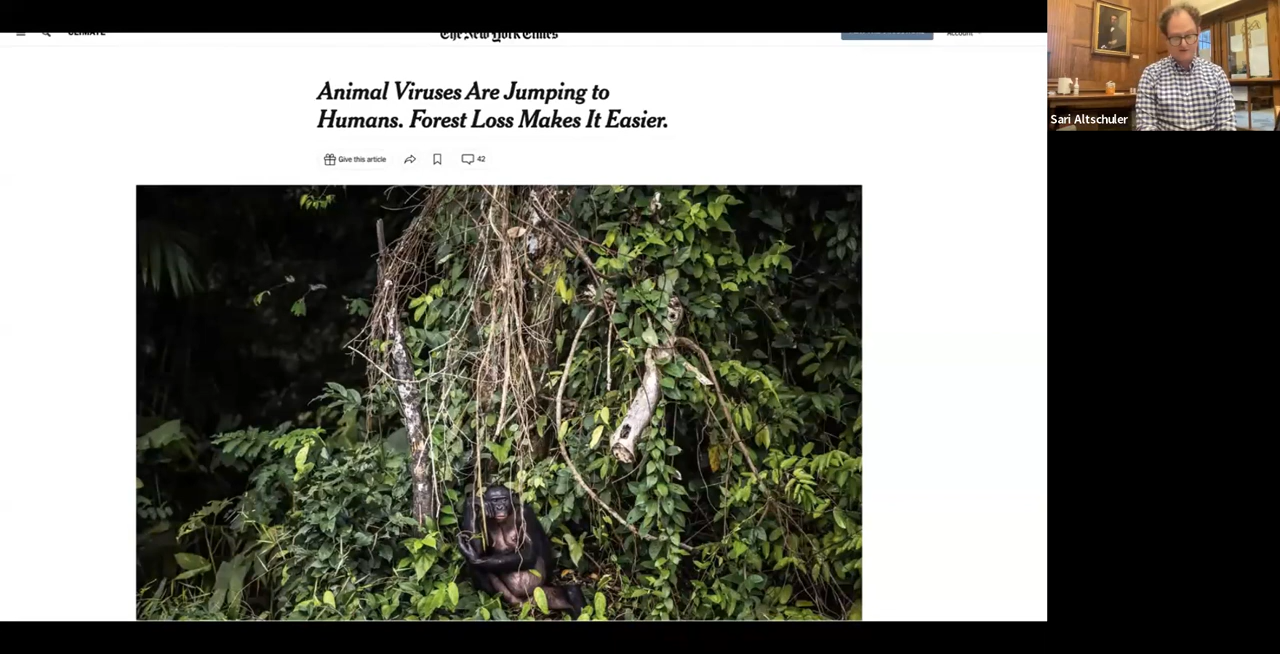 CLIMATE
The New York Times
Account
Animal Viruses Are Jumping to
Humans. Forest Loss Makes It Easier.
Give this article
42
Sari Altschuler